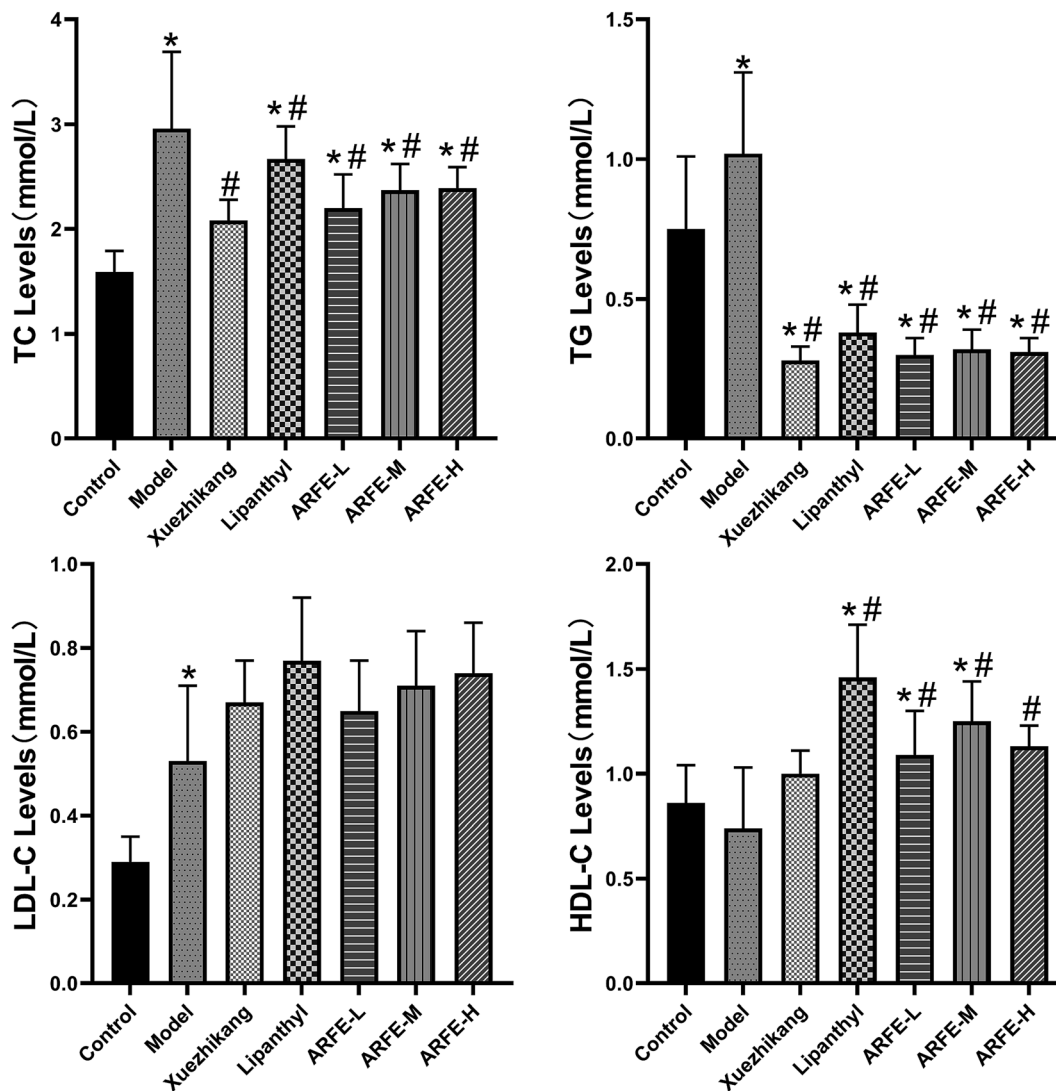 TC Levels（mmol/L）
4
3
2
1
0
*
#
* #
* #
* #
* #
Control
Model
Xuezhikang
Lipanthyl
ARFE-L
ARFE-M
ARFE-H
TG Levels（mmol/L）
1.5
1.0
0.5
0.0
*
* #
* #
* #
* #
* #
Control
Model
Xuezhikang
Lipanthyl
ARFE-L
ARFE-M
ARFE-H
LDL-C Levels（mmol/L）
1.0
0.8
0.6
0.4
0.2
0.0
*
Control
Model
Xuezhikang
Lipanthyl
ARFE-L
ARFE-M
ARFE-H
HDL-C Levels（mmol/L）
2.0
1.5
1.0
0.5
0.0
* #
* #
* #
#
Control
Model
Xuezhikang
Lipanthyl
ARFE-L
ARFE-M
ARFE-H